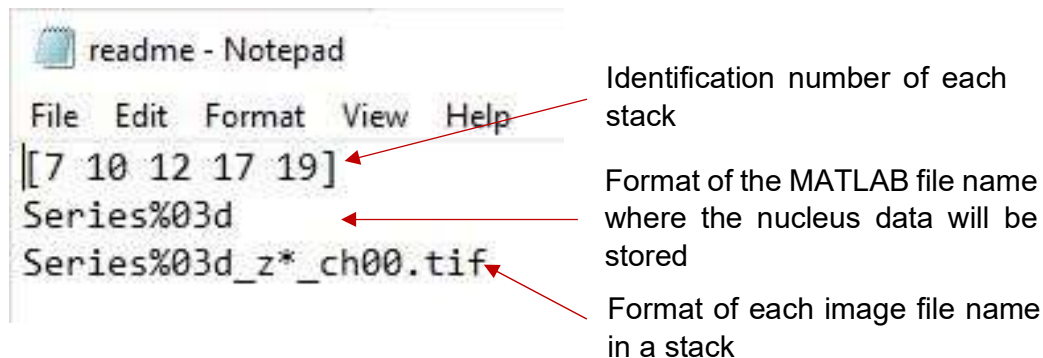 readme - Notepad
File Edit Format View Help
[7 10 12 17 19]
Series%03d
Series%03d_z*_ch00.tif
Identification number of each
stack
Format of the MATLAB file name
where the nucleus data will be
stored
Format of each image file name
in a stack